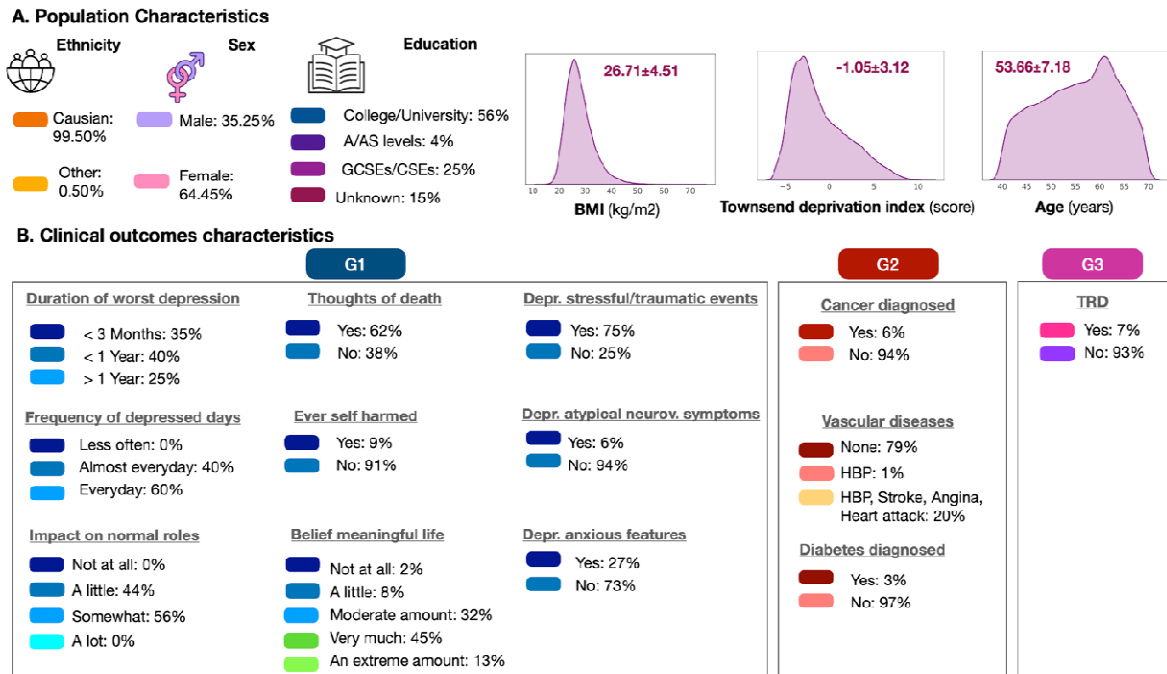 A. Population Characteristics
Ethnicity
Causian:
99.50%
Other:
0.50%
Sex
Male: 35.25%
Female:
64.45%
Education
College/University: 56%
A/AS levels: 4%
GCSEs/CSEs: 25%
Unknown: 15%
26.71±4.51
10 20 30 40 50 60 70
BMI (kg/m2)
-1.05±3.12
−5 0 5 10
Townsend deprivation index (score)
53.66±7.18
40 45 50 55 60 65 70
Age (years)
B. Clinical outcomes characteristics
G1
Duration of worst depression
< 3 Months: 35%
< 1 Year: 40%
> 1 Year: 25%
Frequency of depressed days
Less often: 0%
Almost everyday: 40%
Everyday: 60%
Impact on normal roles
Not at all: 0%
A little: 44%
Somewhat: 56%
A lot: 0%
Thoughts of death
Yes: 62%
No: 38%
Ever self harmed
Yes: 9%
No: 91%
Belief meaningful life
Not at all: 2%
A little: 8%
Moderate amount: 32%
Very much: 45%
An extreme amount: 13%
Depr. stressful/traumatic events
Yes: 75%
No: 25%
Depr. atypical neurov. symptoms
Yes: 6%
No: 94%
Depr. anxious features
Yes: 27%
No: 73%
G2
Cancer diagnosed
Yes: 6%
No: 94%
Vascular diseases
None: 79%
HBP: 1%
HBP, Stroke, Angina,
Heart attack: 20%
Diabetes diagnosed
Yes: 3%
No: 97%
G3
TRD
Yes: 7%
No: 93%